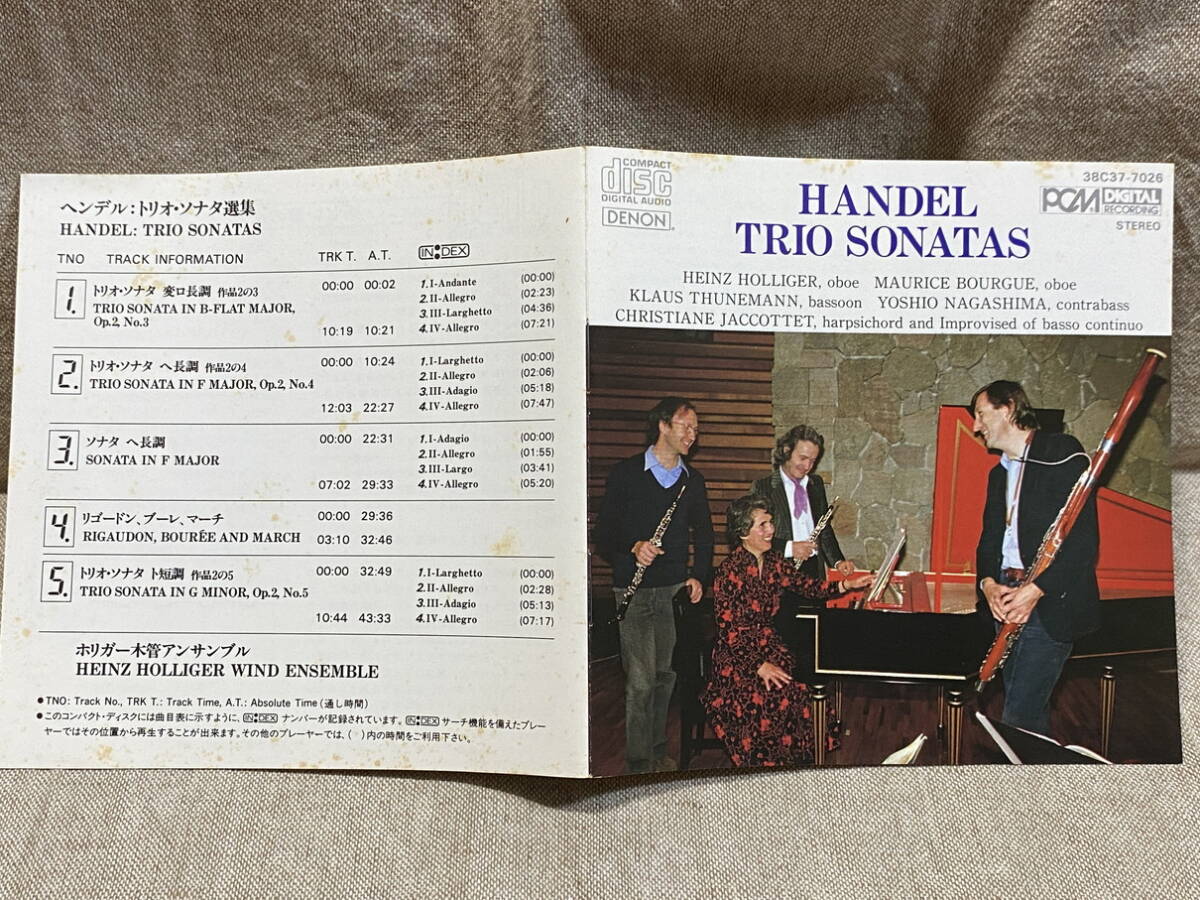 ヘンデル:トリオ・ソナタ選集
HANDEL: TRIO SONATAS
TNO TRACK INFORMATION TRK T. A.T. INDEX
1. トリオ・ソナタ 変ロ長調 作品2の3 00:00 00:02
TRIO SONATA IN B-FLAT MAJOR,
Op.2, No.3 10:19 10:21
1. I-Andante (00:00)
2. II-Allegro (02:23)
3. III-Larghetto (04:36)
4. IV-Allegro (07:21)
2. トリオ・ソナタ ヘ長調 作品2の4 00:00 10:24
TRIO SONATA IN F MAJOR, Op.2, No.4
12:03 22:27
1. I-Larghetto (00:00)
2. II-Allegro (02:06)
3. III-Adagio (05:18)
4. IV-Allegro (07:47)
3. ソナタ ヘ長調 00:00 22:31
SONATA IN F MAJOR
07:02 29:33
1. I-Adagio (00:00)
2. II-Allegro (01:55)
3. III-Largo (03:41)
4. IV-Allegro (05:20)
4. リゴードン、ブーレ、マーチ 00:00 29:36
RIGAUDON, BOURÉE AND MARCH 03:10 32:46
5. トリオ・ソナタ ト短調 作品2の5 00:00 32:49
TRIO SONATA IN G MINOR, Op.2, No.5
10:44 43:33
1. I-Larghetto (00:00)
2. II-Allegro (02:28)
3. III-Adagio (05:13)
4. IV-Allegro (07:17)
ホリガー木管アンサンブル
HEINZ HOLLIGER WIND ENSEMBLE
●TNO: Track No., TRK T.: Track Time, A.T.: Absolute Time (通し時間)
●このコンパクト・ディスクには曲目表に示すように、INDEX ナンバーが記録されています。INDEX サーチ機能を備えたプレー
ヤーではその位置から再生することが出来ます。その他のプレーヤーでは、( )内の時間をご利用下さい。
COMPACT
disc
DIGITAL AUDIO
DENON
38C37-7026
PCM DIGITAL
RECORDING
STEREO
HANDEL
TRIO SONATAS
HEINZ HOLLIGER, oboe MAURICE BOURGUE, oboe
KLAUS THUNEMANN, bassoon YOSHIO NAGASHIMA, contrabass
CHRISTIANE JACCOTTET, harpsichord and Improvised of basso continuo